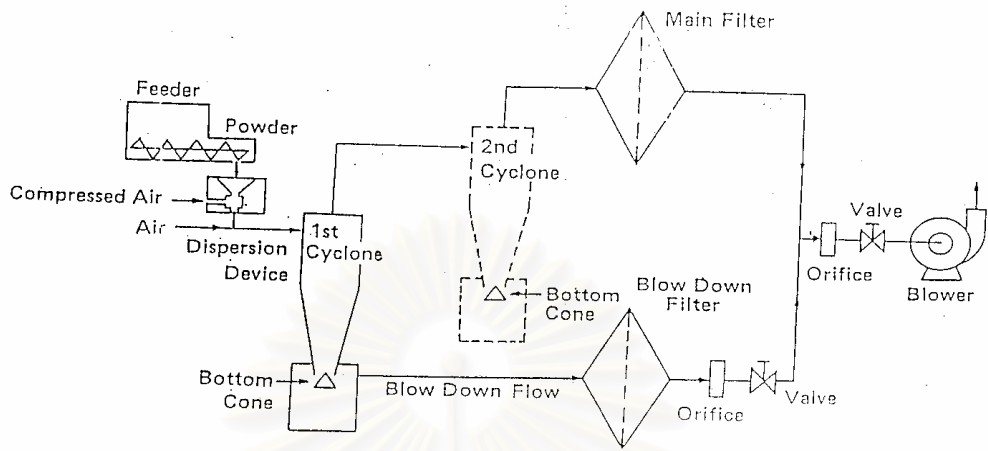 Main Filter
Feeder
Powder
2nd
Cyclone
Compressed Air
Air
Dispersion
Device
1st
Cyclone
Valve
Orifice
Blower
Bottom
Cone
Blow Down
Filter
Bottom
Cone
Blow Down Flow
Orifice
Valve